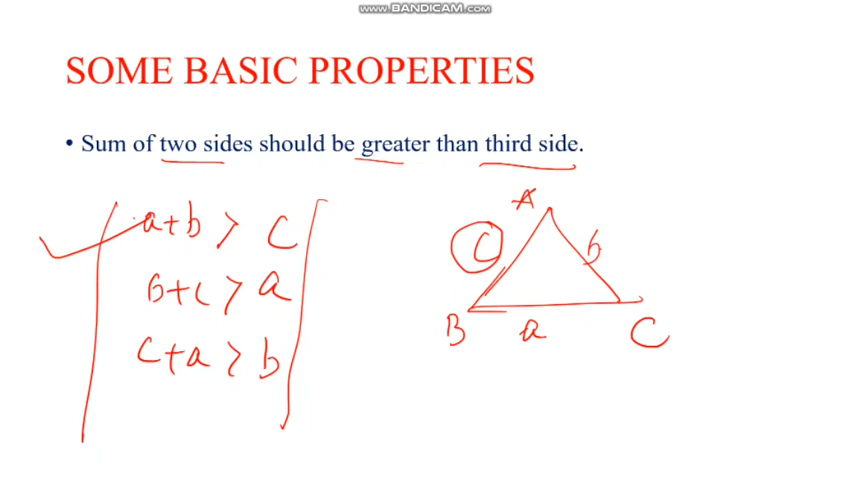 www.BANDICAM.com
SOME BASIC PROPERTIES
• Sum of two sides should be greater than third side.
a+b > c
b+c > a
c+a > b
A
c
b
B
a
C